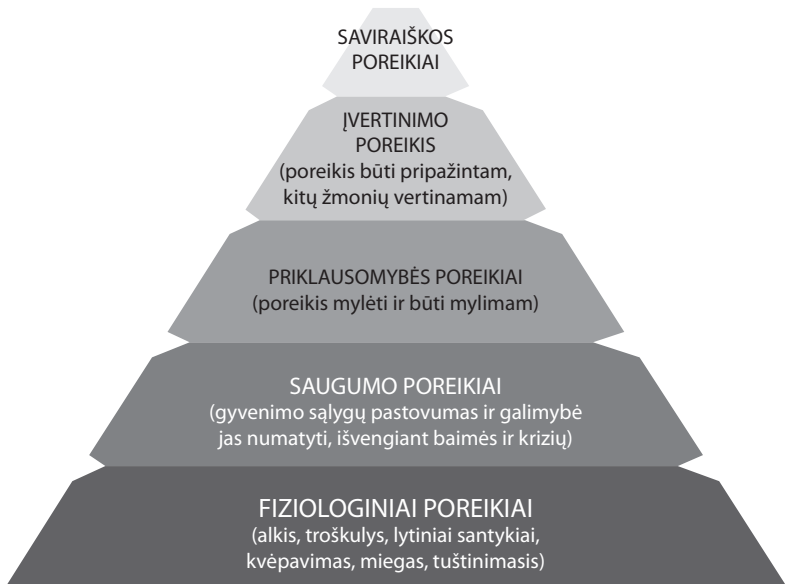 SAVIRAIŠKOS
POREIKIAI
ĮVERTINIMO
POREIKIS
(poreikis būti pripažintam,
kitų žmonių vertinamam)
PRIKLAUSOMYBĖS POREIKIAI
(poreikis mylėti ir būti mylimam)
SAUGUMO POREIKIAI
(gyvenimo sąlygų pastovumas ir galimybė
jas numatyti, išvengiant baimės ir krizių)
FIZIOLOGINIAI POREIKIAI
(alkis, troškulys, lytiniai santykiai,
kvėpavimas, miegas, tuštinimasis)